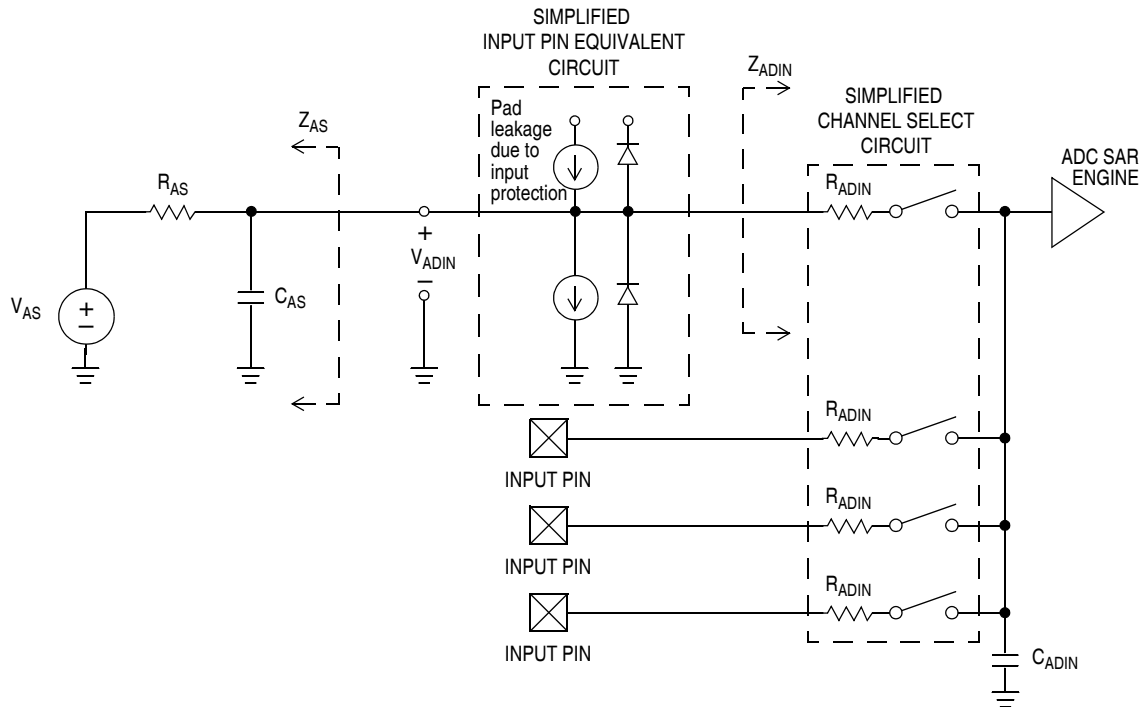 SIMPLIFIED
INPUT PIN EQUIVALENT
CIRCUIT
Z_ADIN
SIMPLIFIED
CHANNEL SELECT
CIRCUIT
ADC SAR
ENGINE
Pad
leakage
due to
input
protection
Z_AS
R_AS
R_ADIN
+
V_ADIN
−
V_AS
+
−
C_AS
R_ADIN
INPUT PIN
R_ADIN
INPUT PIN
R_ADIN
INPUT PIN
C_ADIN